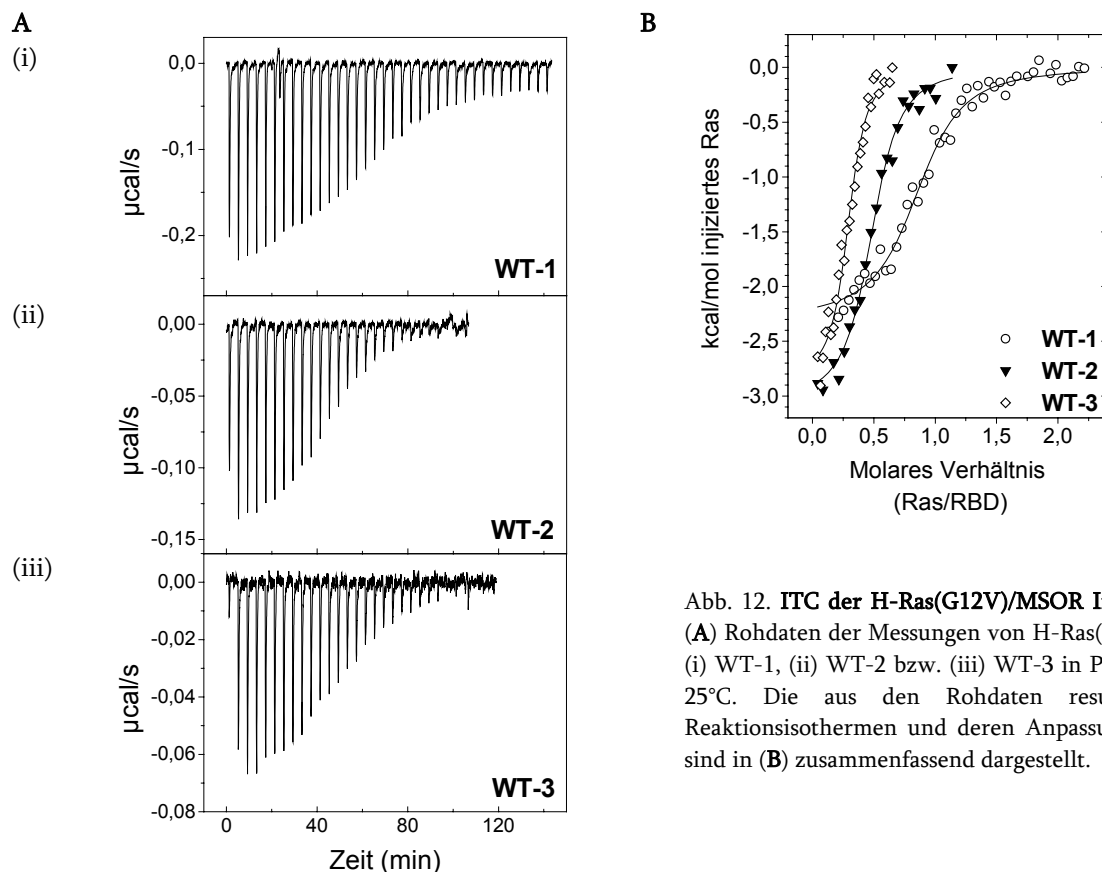 A
(i)
0,0
-0,1
-0,2
µcal/s
WT-1
(ii)
0,00
-0,05
-0,10
-0,15
µcal/s
WT-2
(iii)
0,00
-0,02
-0,04
-0,06
-0,08
µcal/s
WT-3
0 40 80 120
Zeit (min)
B
0,0
-0,5
-1,0
-1,5
-2,0
-2,5
-3,0
kcal/mol injiziertes Ras
WT-1
WT-2
WT-3
0,0 0,5 1,0 1,5 2,0
Molares Verhältnis
(Ras/RBD)
Abb. 12. ITC der H-Ras(G12V)/MSOR
(A) Rohdaten der Messungen von H-Ras(
(i) WT-1, (ii) WT-2 bzw. (iii) WT-3 in
25°C. Die aus den Rohdaten
Reaktionsisothermen und deren
sind in (B) zusammenfassend dargestellt.